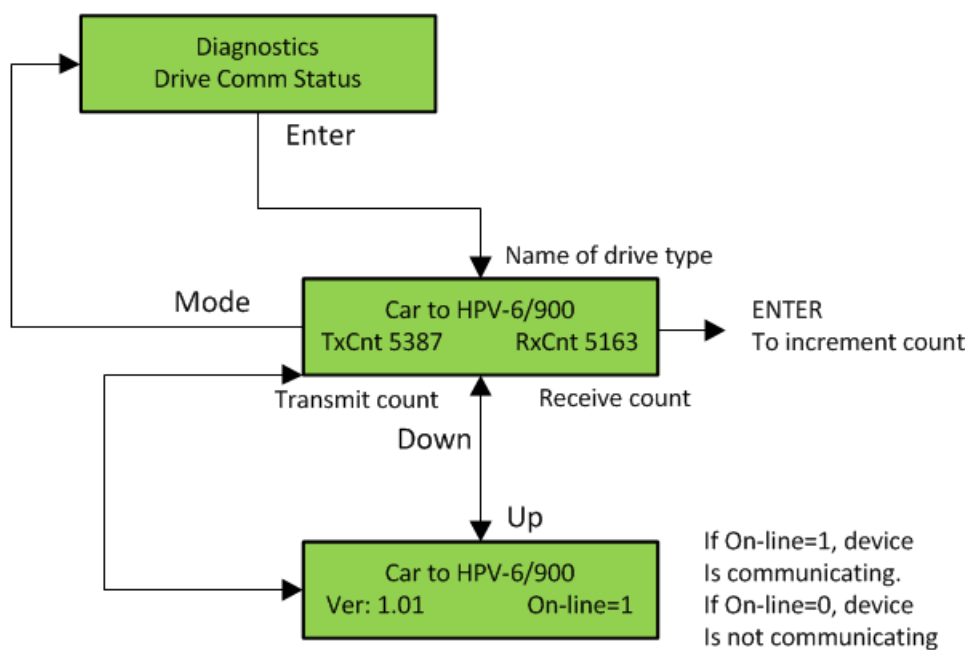 Diagnostics
Drive Comm Status
Enter
Name of drive type
Mode
Car to HPV-6/900
TxCnt 5387 RxCnt 5163
ENTER
To increment count
Transmit count
Receive count
Down
Up
Car to HPV-6/900
Ver: 1.01 On-line=1
If On-line=1, device
Is communicating.
If On-line=0, device
Is not communicating